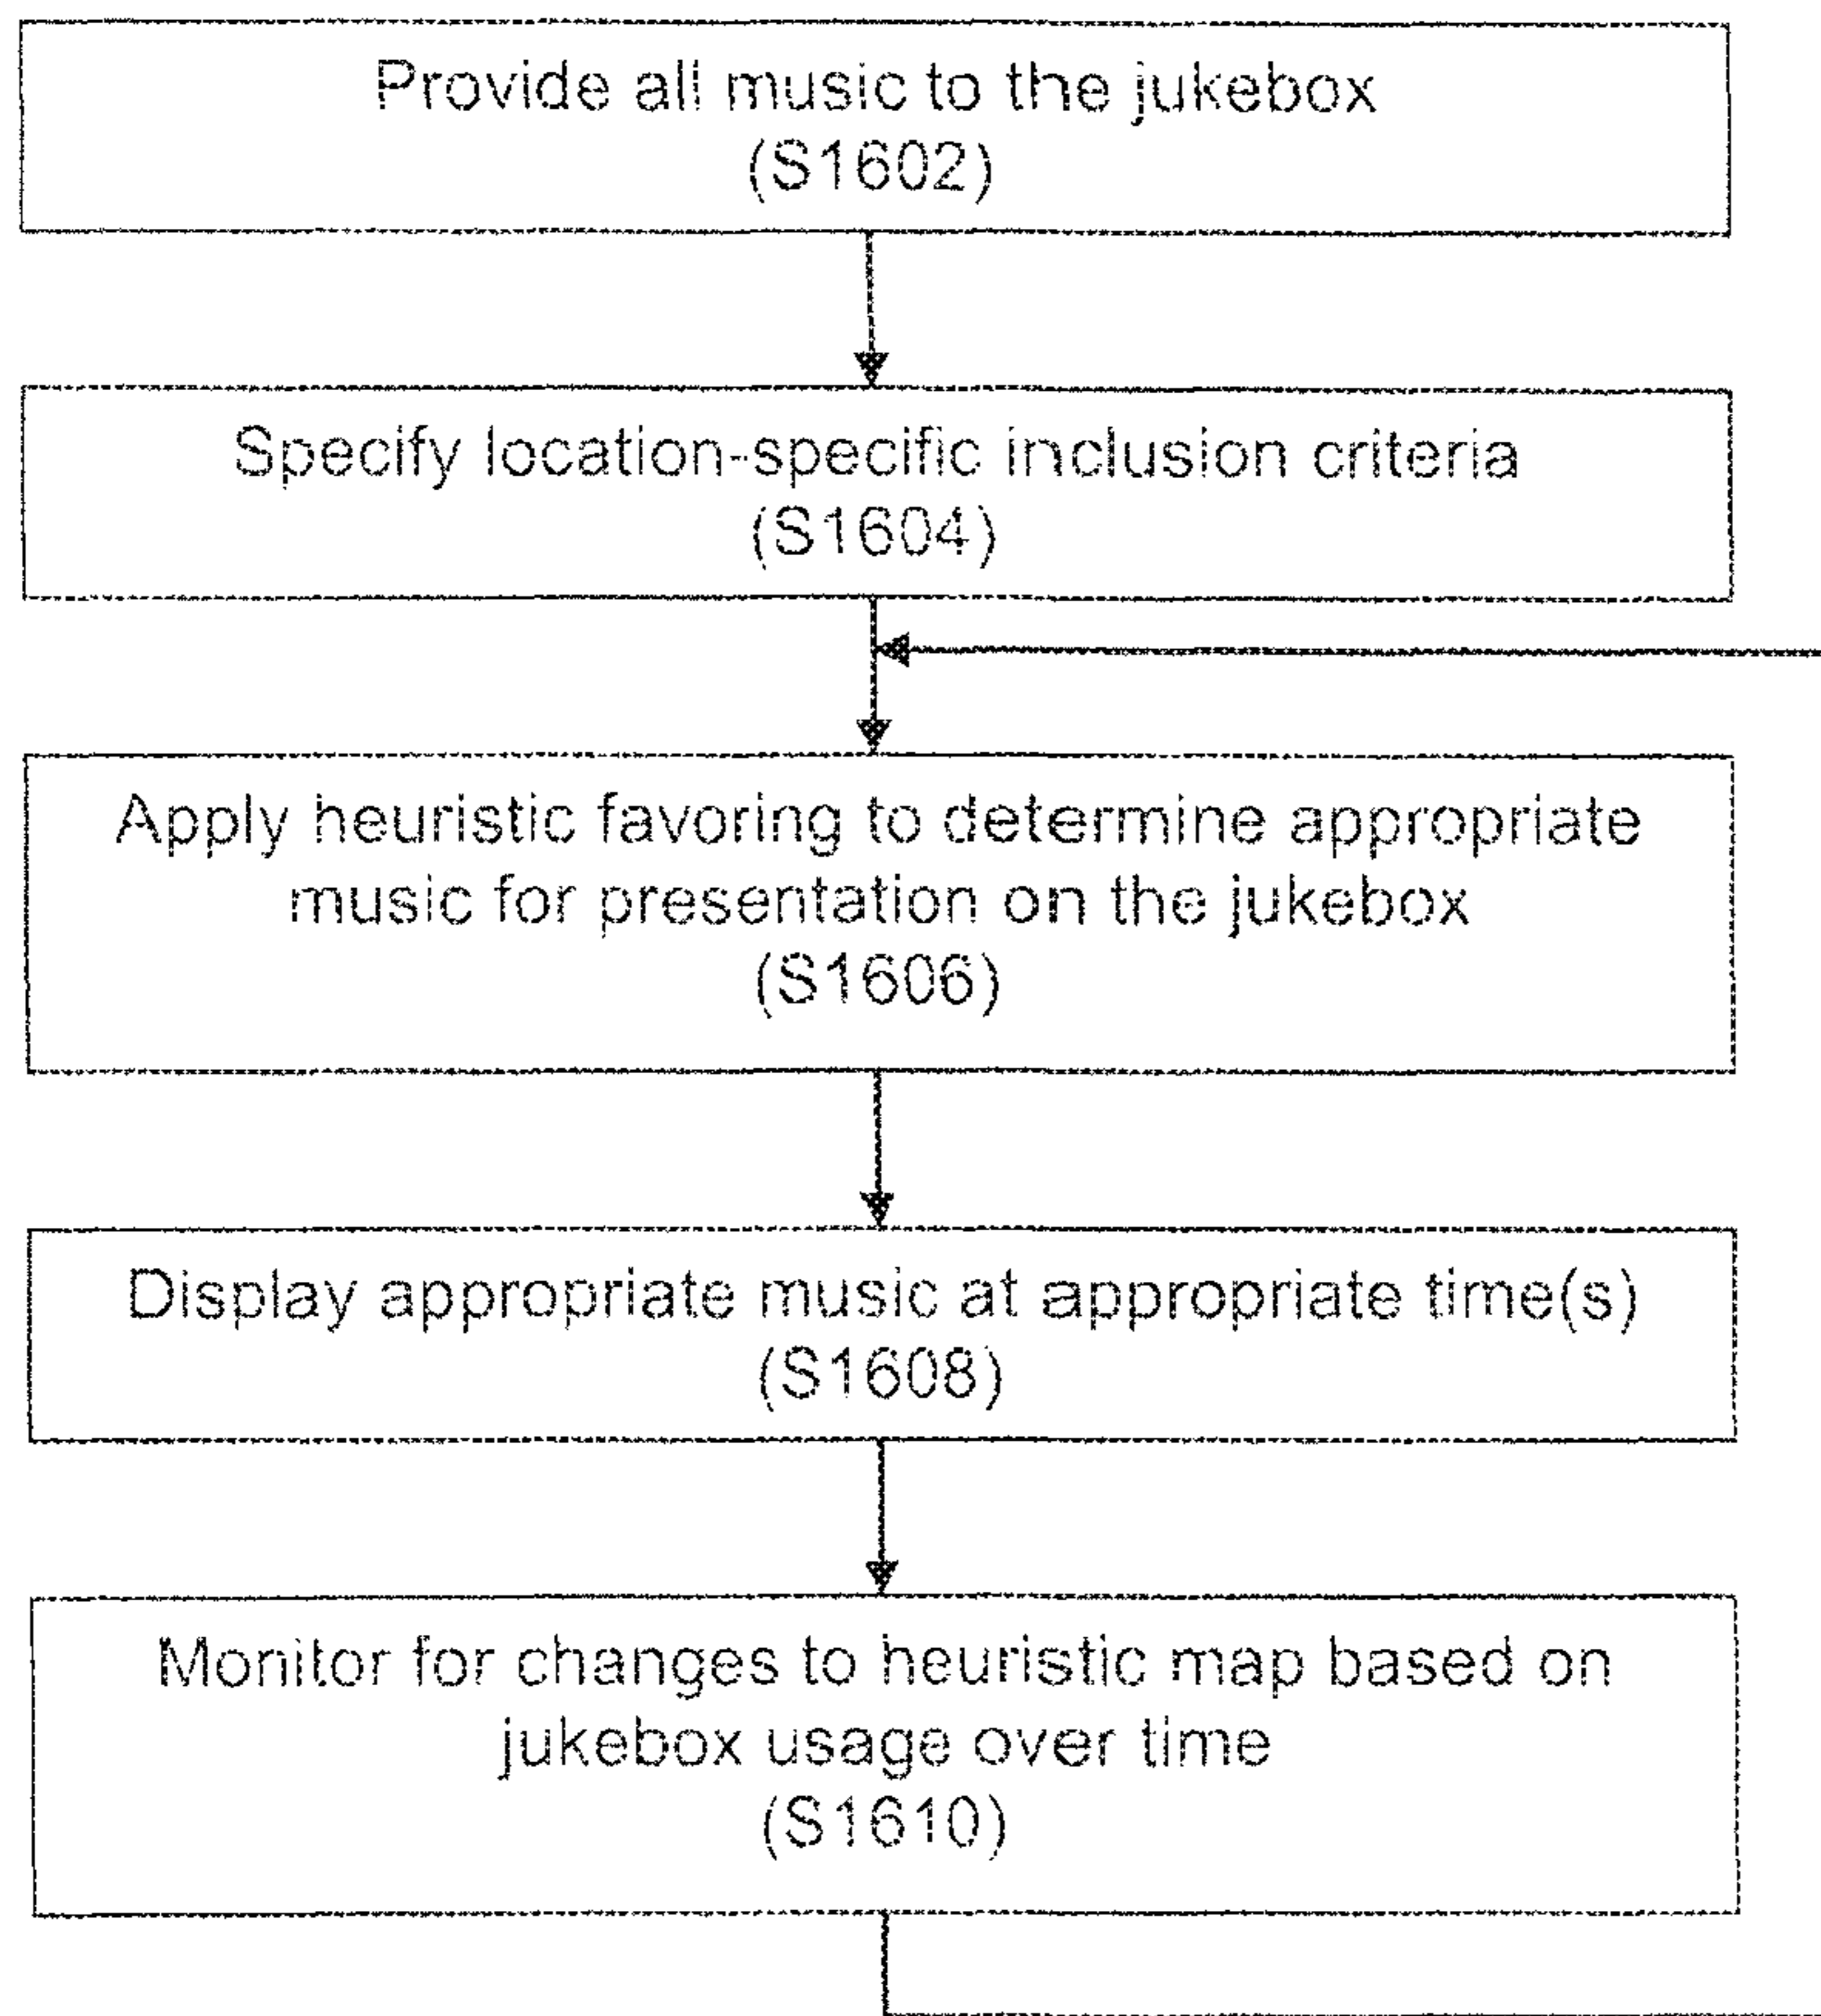 Provide all music to the jukebox
(S1602)
Specify location-specific inclusion criteria
(S1604)
Apply heuristic favoring to determine appropriate
music for presentation on the jukebox
(S1606)
Display appropriate music at appropriate time(s)
(S1608)
Monitor for changes to heuristic map based on
jukebox usage over time
(S1610)